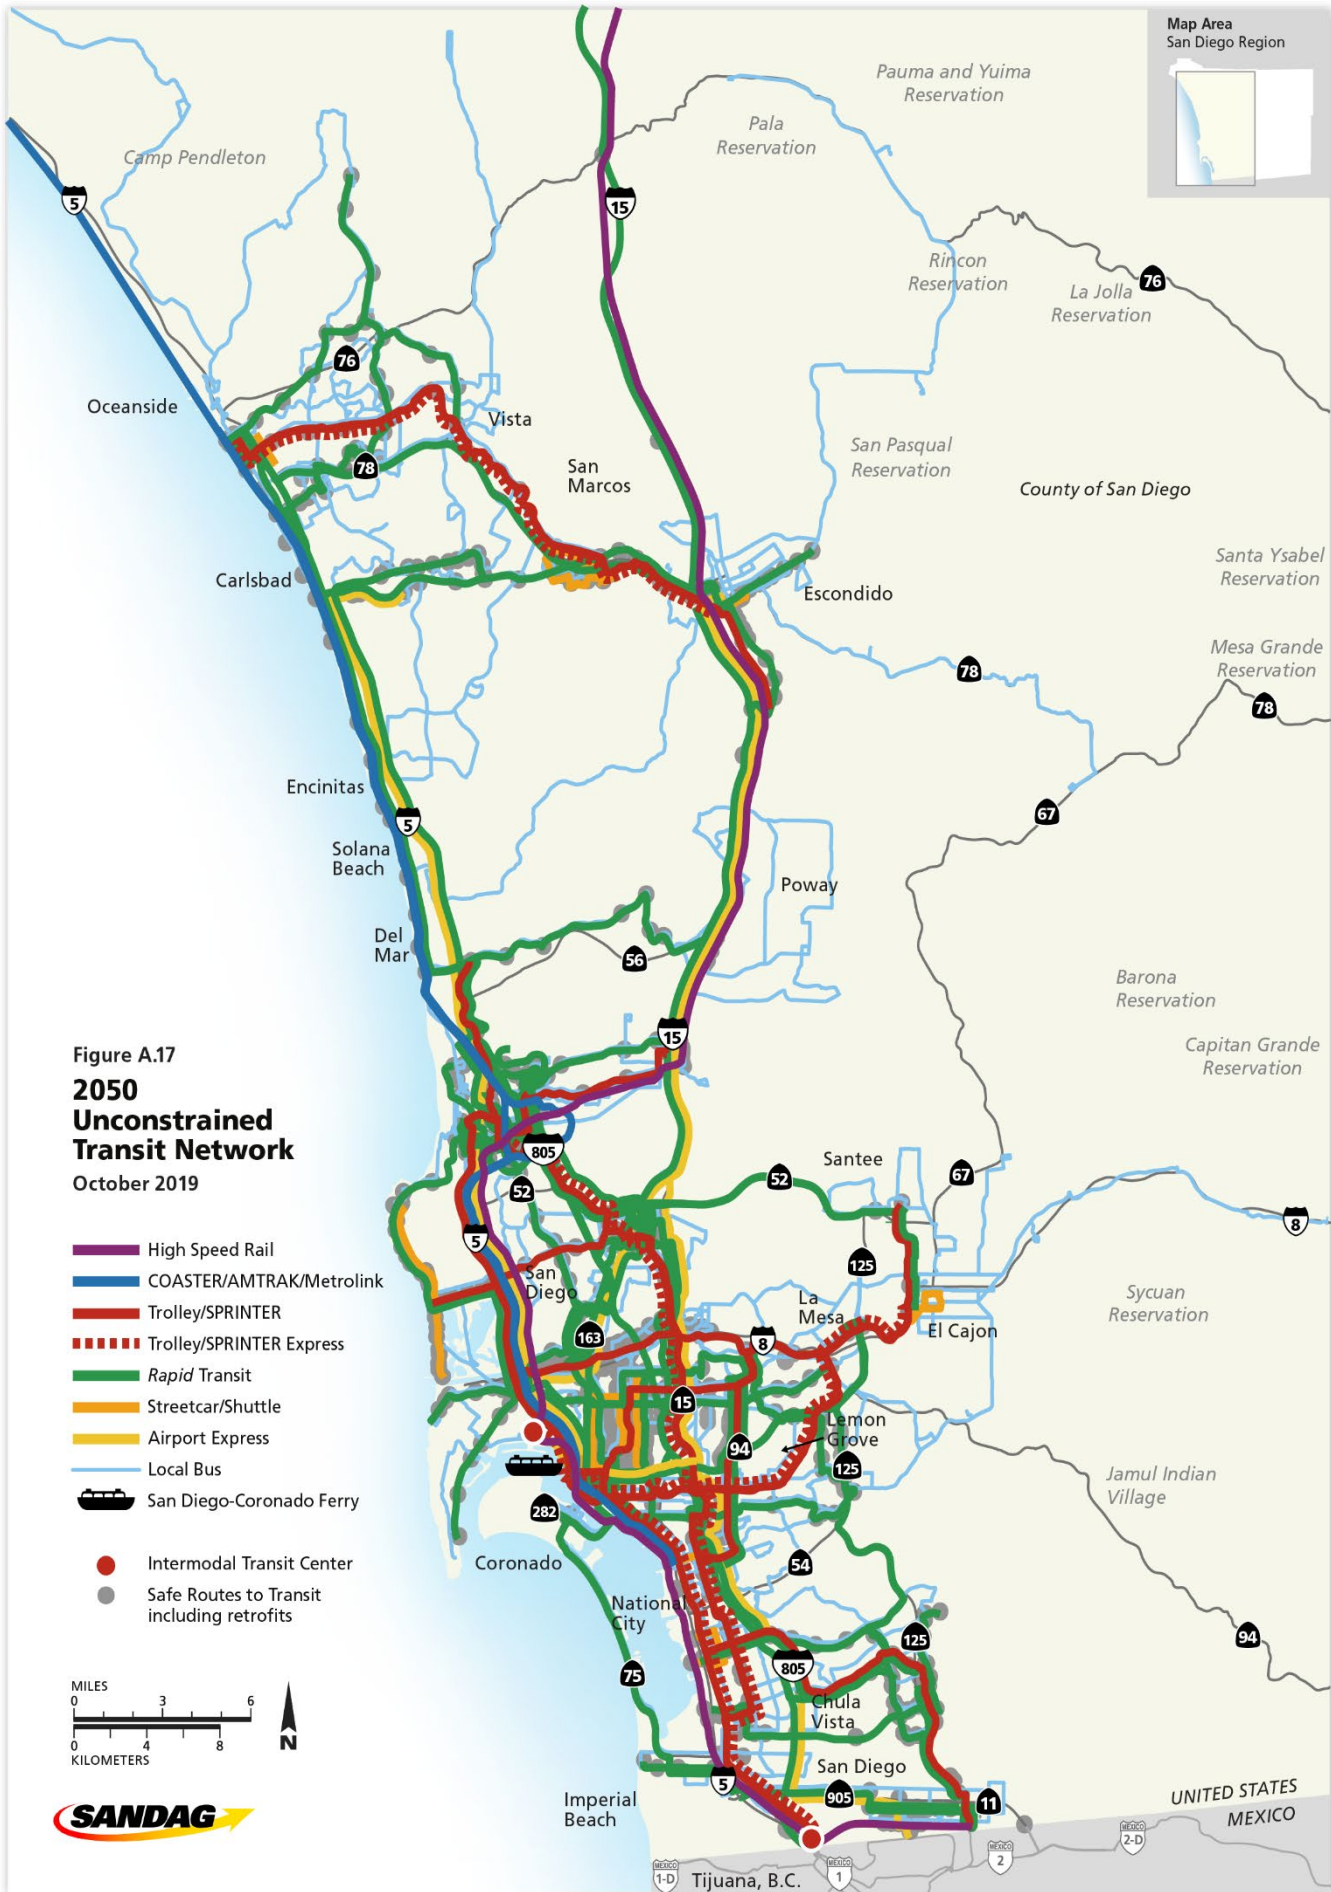 Map Area
San Diego Region
Pauma and Yuima
Reservation
Pala
Reservation
Camp Pendleton
5
15
Rincon
Reservation
La Jolla
Reservation
76
76
Oceanside
Vista
78
San
Marcos
San Pasqual
Reservation
County of San Diego
Santa Ysabel
Reservation
Carlsbad
Escondido
Mesa Grande
Reservation
78
78
Encinitas
5
67
Solana
Beach
Poway
Del
Mar
56
Barona
Reservation
15
Capitan Grande
Reservation
Figure A.17
2050
Unconstrained
Transit Network
October 2019
805
Santee
52
67
52
8
5
125
High Speed Rail
COASTER/AMTRAK/Metrolink
Trolley/SPRINTER
Trolley/SPRINTER Express
Rapid Transit
Streetcar/Shuttle
Airport Express
Local Bus
San Diego-Coronado Ferry
Intermodal Transit Center
Safe Routes to Transit
including retrofits
San
Diego
La
Mesa
Sycuan
Reservation
El Cajon
163
8
15
Lemon
Grove
94
125
Jamul Indian
Village
282
Coronado
54
National
City
125
94
805
75
Chula
Vista
MILES
0 3 6
0 4 8
KILOMETERS
N
San Diego
5
905
11
Imperial
Beach
UNITED STATES
MEXICO
SANDAG
MEXICO
1-D
Tijuana, B.C.
MEXICO
1
MEXICO
2
MEXICO
2-D